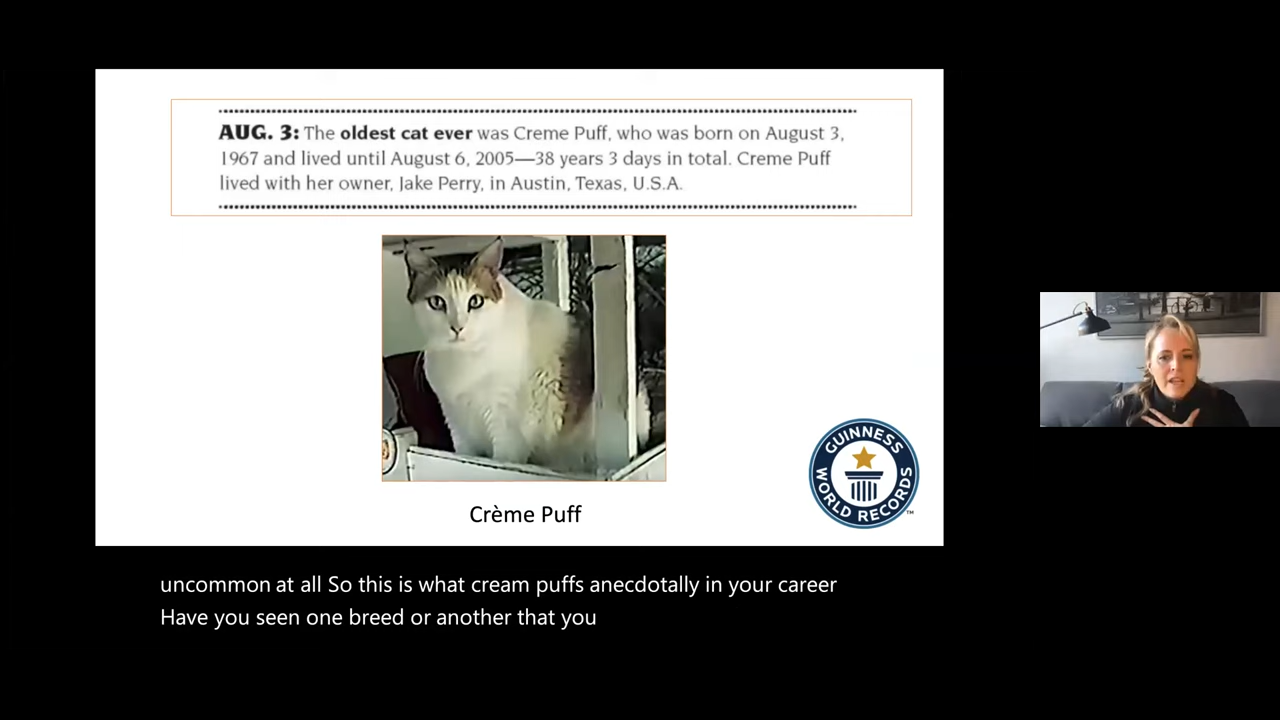 AUG. 3: The oldest cat ever was Creme Puff, who was born on August 3,
1967 and lived until August 6, 2005—38 years 3 days in total. Creme Puff
lived with her owner, Jake Perry, in Austin, Texas, U.S.A.
Crème Puff
GUINNESS
WORLD RECORDS
™
uncommon at all So this is what cream puffs anecdotally in your career
Have you seen one breed or another that you